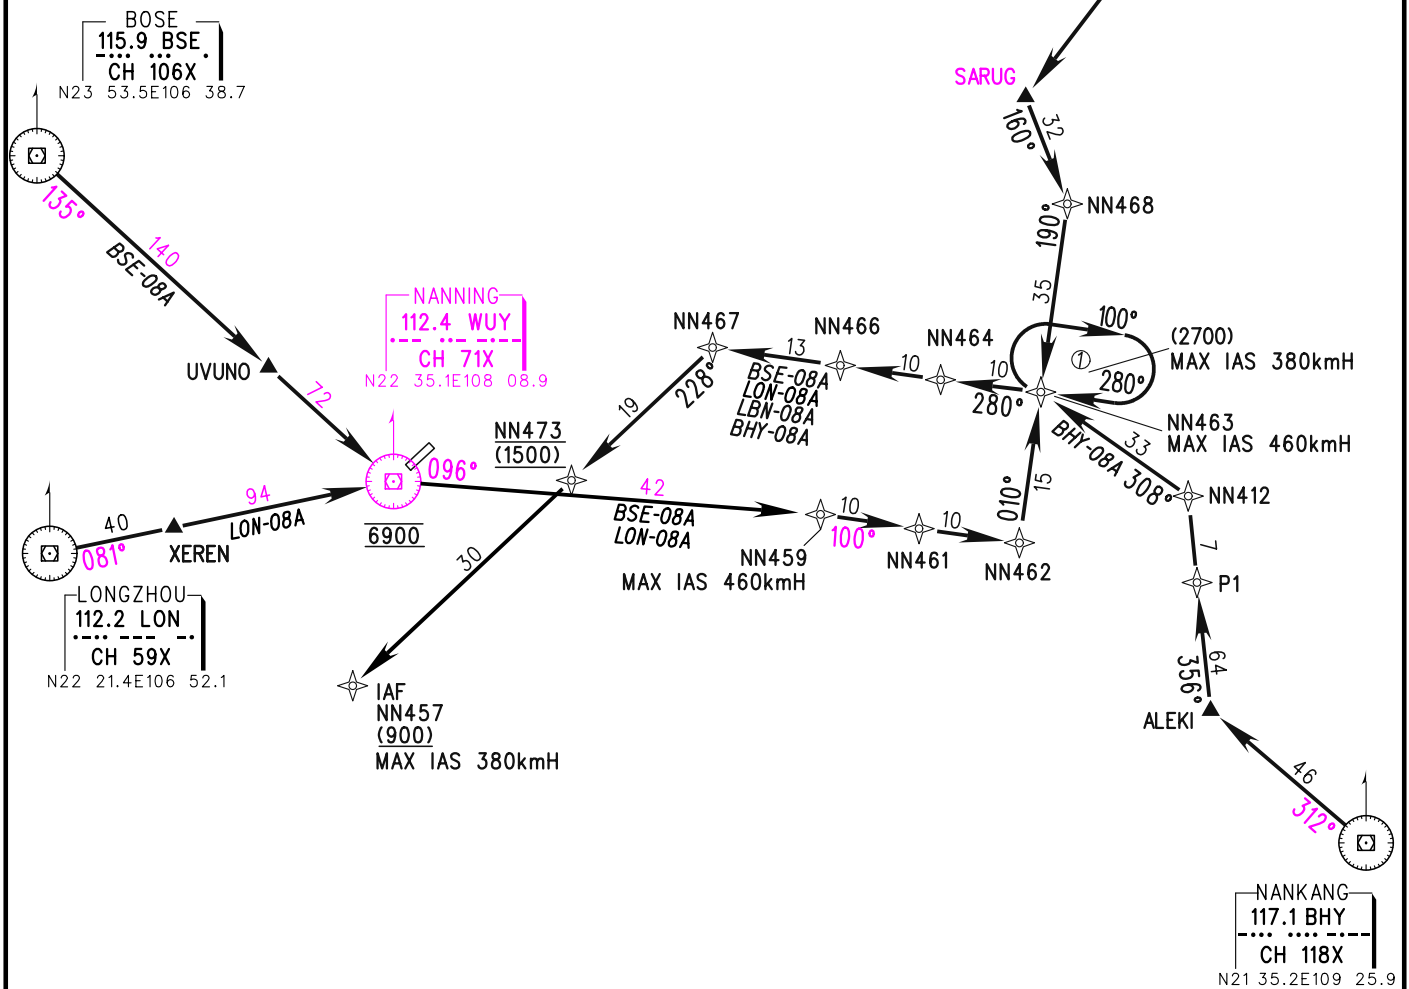 BOSE
115.9 BSE
CH 106X
N23 53.5E106 38.7
135°
140
BSE-08A
UVUNO
72
NANNING
112.4 WUY
CH 71X
N22 35.1E108 08.9
096°
6900
40
94
081°
XEREN
LON-08A
LONGZHOU
112.2 LON
CH 59X
N22 21.4E106 52.1
NN473
(1500)
42
BSE-08A
LON-08A
MAX IAS 460kmH
NN459
10
100°
NN461
10
NN462
30
IAF
NN457
(900)
MAX IAS 380kmH
19
228°
NN467
13
BSE-08A
LON-08A
LBN-08A
BHY-08A
NN466
10
NN464
10
280°
SARUG
32
160°
NN468
190°
35
100°
①
280°
(2700)
MAX IAS 380kmH
NN463
MAX IAS 460kmH
010°
15
33
BHY-08A 308°
NN412
7
P1
64
356°
ALEKI
46
312°
NANKANG
117.1 BHY
CH 118X
N21 35.2E109 25.9